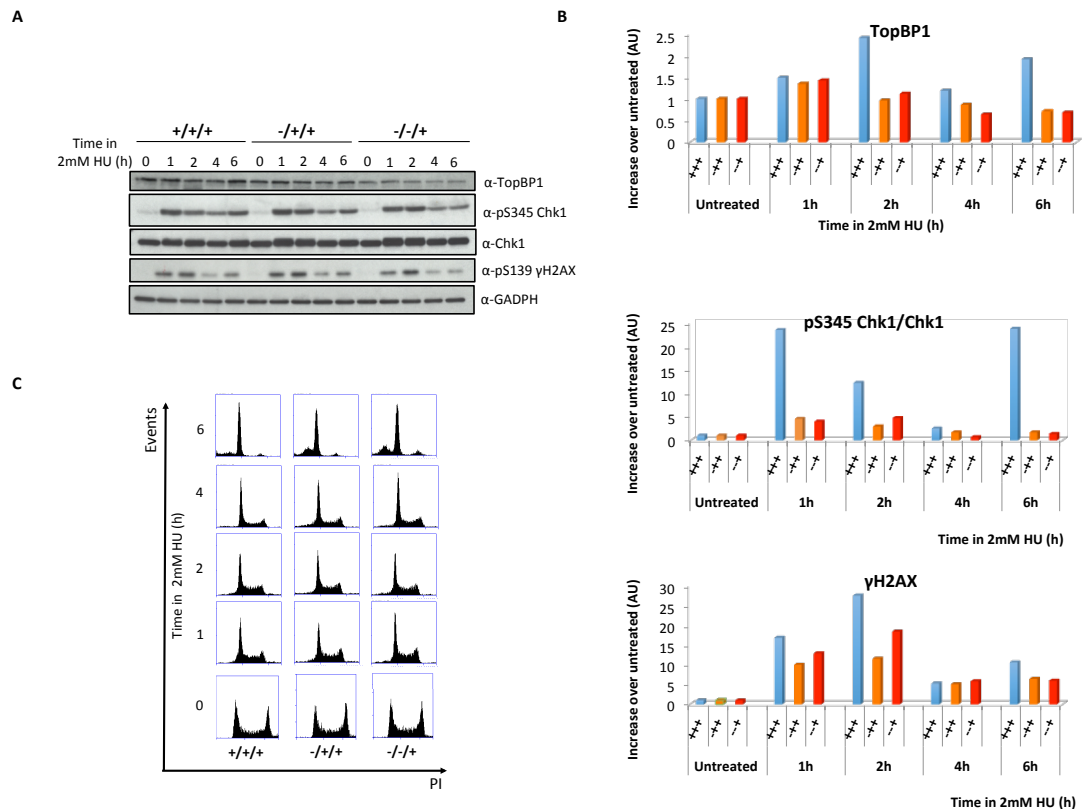 A
+/+/+ -/+/+ -/-/+
Time in
2mM HU (h)
0 1 2 4 6 0 1 2 4 6 0 1 2 4 6
α-TopBP1
α-pS345 Chk1
α-Chk1
α-pS139 γH2AX
α-GADPH
B
TopBP1
Increase over untreated (AU)
2.5
2
1.5
1
0.5
0
+/+/+ -/+/+ -/-/+ +/+/+ -/+/+ -/-/+ +/+/+ -/+/+ -/-/+ +/+/+ -/+/+ -/-/+ +/+/+ -/+/+ -/-/+
Untreated 1h 2h 4h 6h
Time in 2mM HU (h)
pS345 Chk1/Chk1
Increase over untreated (AU)
25
20
15
10
5
0
+/+/+ -/+/+ -/-/+ +/+/+ -/+/+ -/-/+ +/+/+ -/+/+ -/-/+ +/+/+ -/+/+ -/-/+ +/+/+ -/+/+ -/-/+
Untreated 1h 2h 4h 6h
Time in 2mM HU (h)
γH2AX
Increase over untreated (AU)
30
25
20
15
10
5
0
+/+/+ -/+/+ -/-/+ +/+/+ -/+/+ -/-/+ +/+/+ -/+/+ -/-/+ +/+/+ -/+/+ -/-/+ +/+/+ -/+/+ -/-/+
Untreated 1h 2h 4h 6h
Time in 2mM HU (h)
C
Events
Time in 2mM HU (h)
6
4
2
1
0
+/+/+ -/+/+ -/-/+
PI